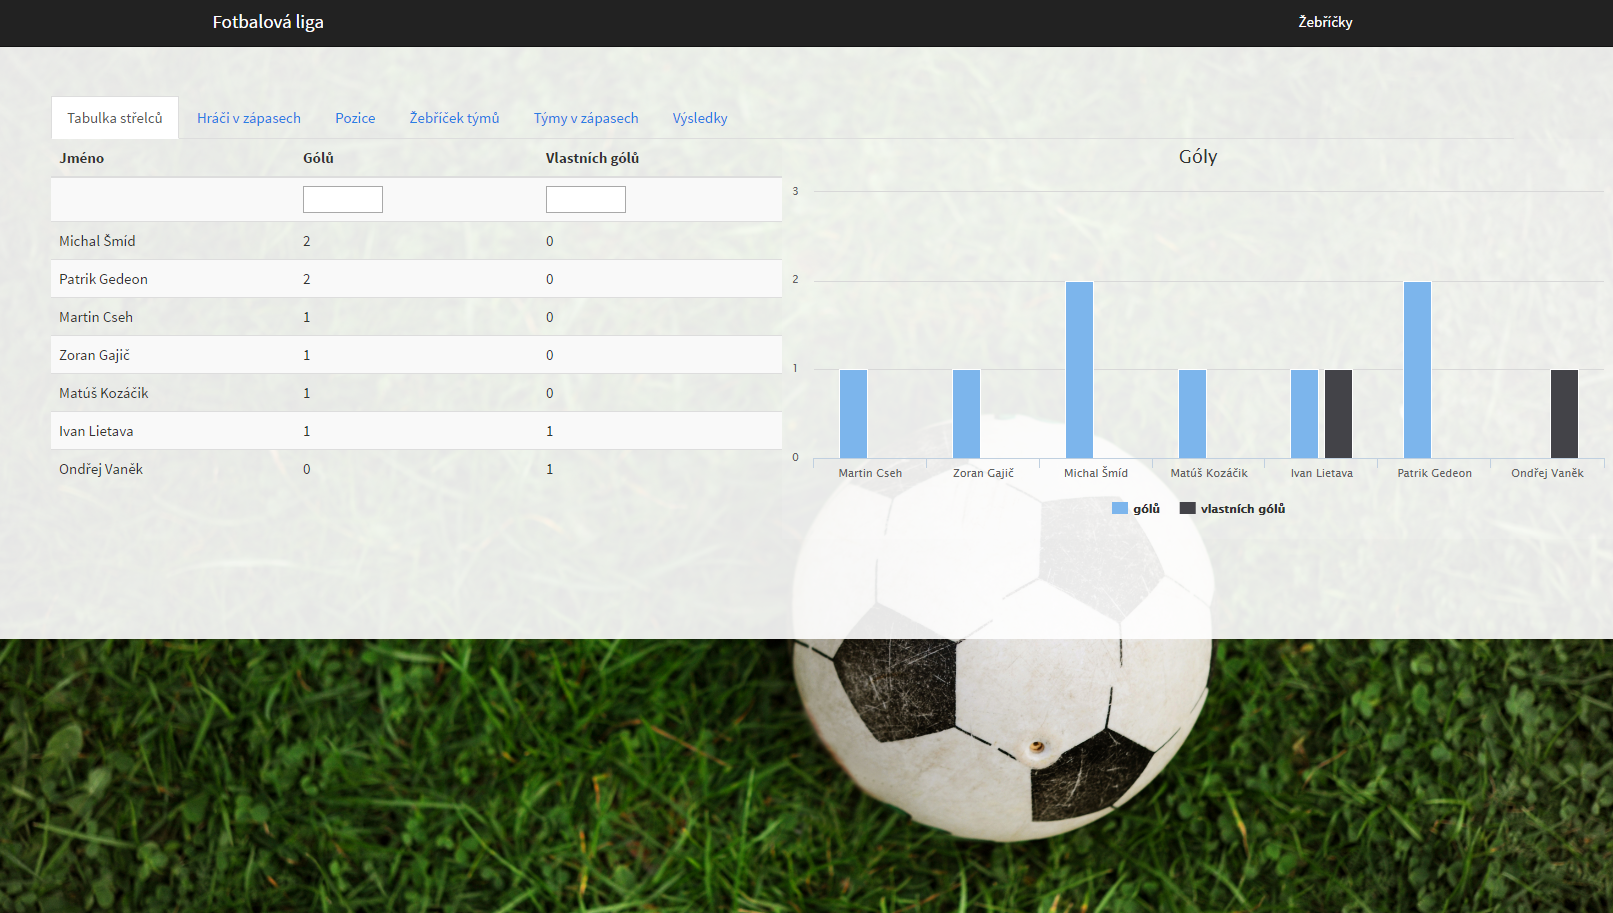 Fotbalová liga Žebříčky
Tabulka střelců Hráči v zápasech Pozice Žebříček týmů Týmy v zápasech Výsledky
Jméno Gólů Vlastních gólů
Michal Šmíd 2 0
Patrik Gedeon 2 0
Martin Cseh 1 0
Zoran Gajič 1 0
Matúš Kozáčik 1 0
Ivan Lietava 1 1
Ondřej Vaněk 0 1
Góly
3
2
1
0
Martin Cseh Zoran Gajič Michal Šmíd Matúš Kozáčik Ivan Lietava Patrik Gedeon Ondřej Vaněk
gólů vlastních gólů